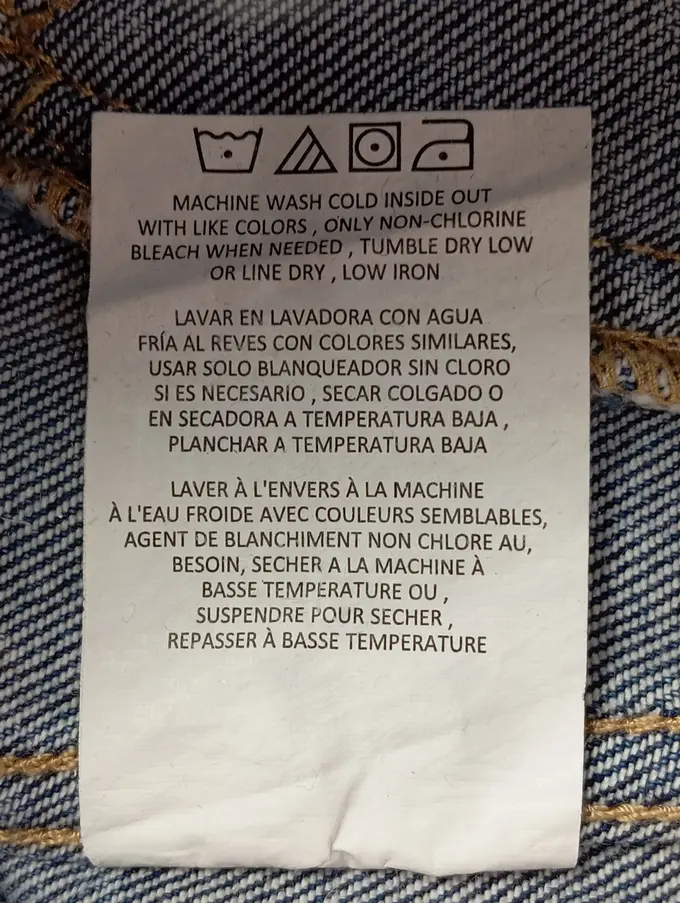 MACHINE WASH COLD INSIDE OUT
WITH LIKE COLORS , ONLY NON-CHLORINE
BLEACH WHEN NEEDED , TUMBLE DRY LOW
OR LINE DRY , LOW IRON
LAVAR EN LAVADORA CON AGUA
FRÍA AL REVES CON COLORES SIMILARES,
USAR SOLO BLANQUEADOR SIN CLORO
SI ES NECESARIO , SECAR COLGADO O
EN SECADORA A TEMPERATURA BAJA ,
PLANCHAR A TEMPERATURA BAJA
LAVER À L'ENVERS À LA MACHINE
À L'EAU FROIDE AVEC COULEURS SEMBLABLES,
AGENT DE BLANCHIMENT NON CHLORE AU,
BESOIN, SECHER A LA MACHINE À
BASSE TEMPERATURE OU ,
SUSPENDRE POUR SECHER ,
REPASSER À BASSE TEMPERATURE